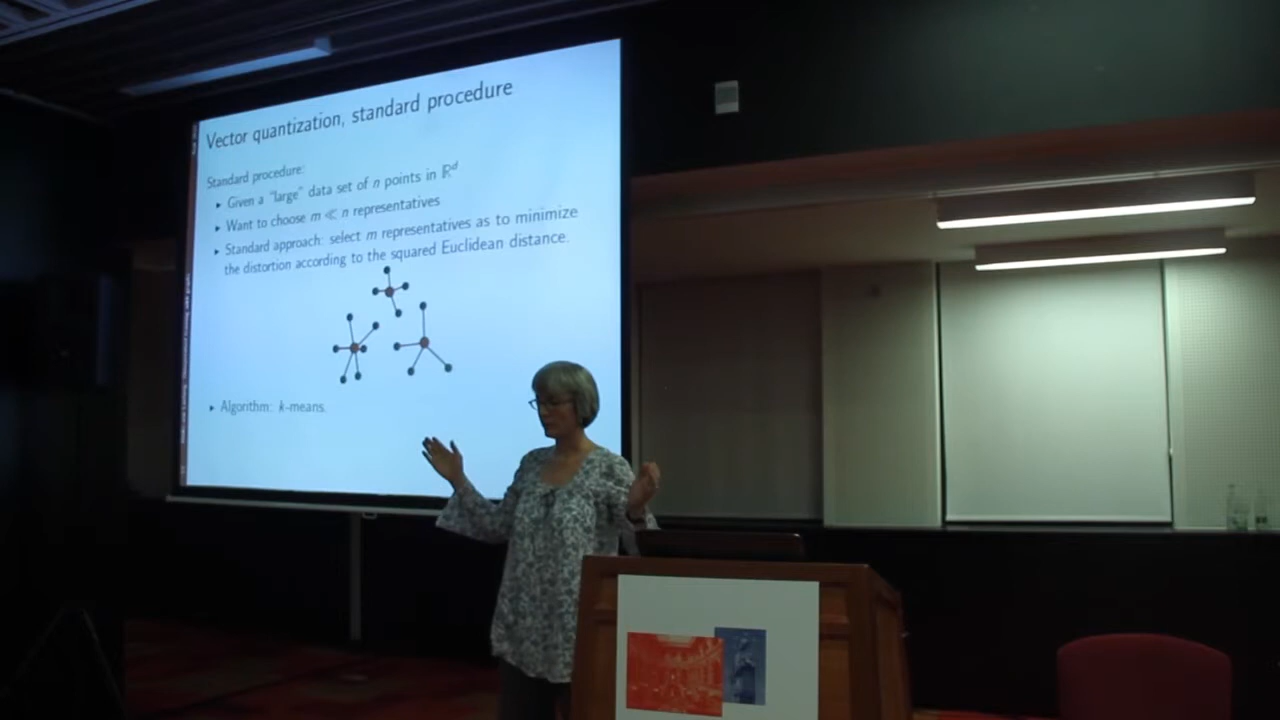 Vector quantization, standard procedure
Standard procedure:
▸ Given a "large" data set of n points in ℝᵈ
▸ Want to choose m ≪ n representatives
▸ Standard approach: select m representatives as to minimize
the distortion according to the squared Euclidean distance.
▸ Algorithm: k-means.